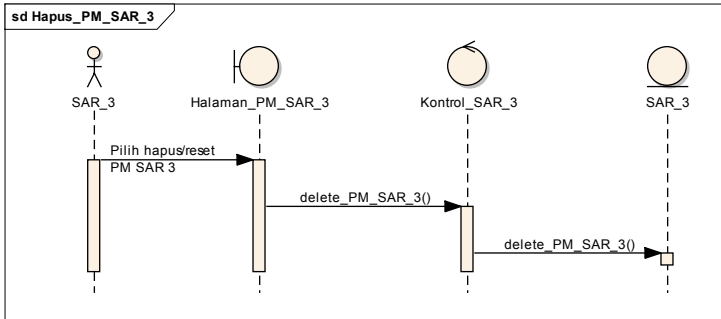 sd Hapus_PM_SAR_3
SAR_3
Halaman_PM_SAR_3
Kontrol_SAR_3
SAR_3
Pilih hapus/reset
PM SAR 3
delete_PM_SAR_3()
delete_PM_SAR_3()